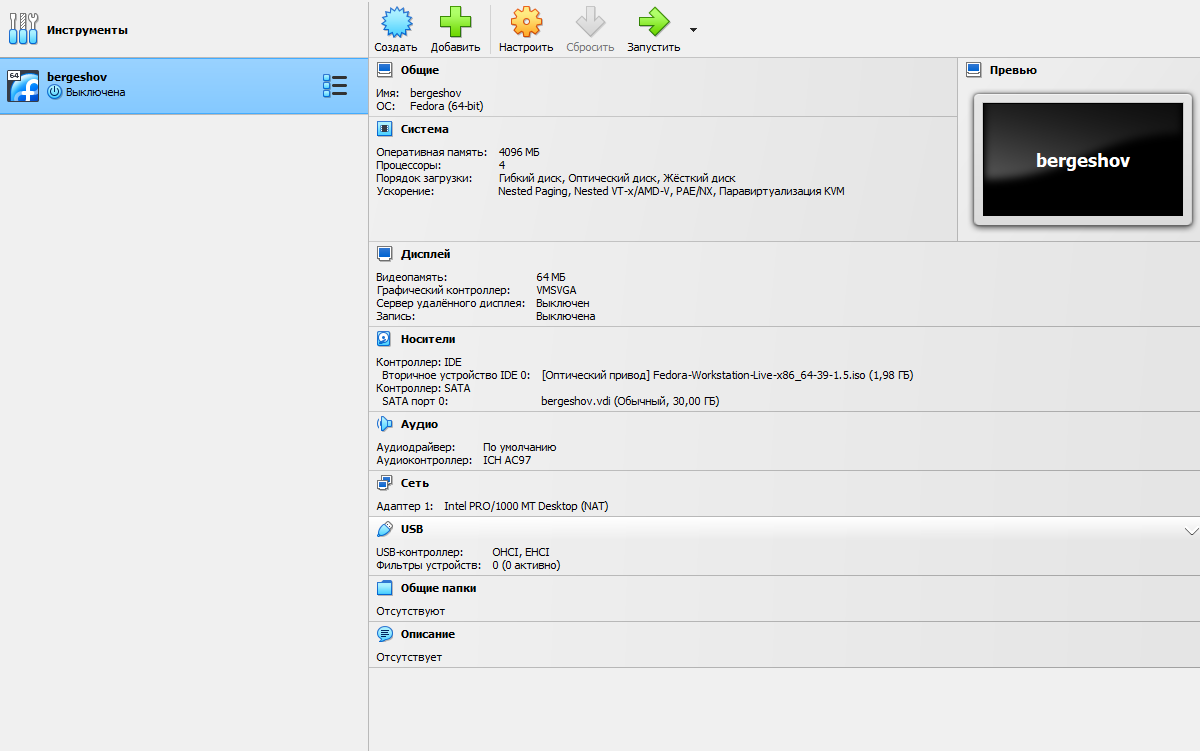 Инструменты
Создать Добавить Настроить Сбросить Запустить
64
bergeshov
Выключена
Общие
Имя: bergeshov
ОС: Fedora (64-bit)
Превью
bergeshov
Система
Оперативная память: 4096 МБ
Процессоры: 4
Порядок загрузки: Гибкий диск, Оптический диск, Жёсткий диск
Ускорение: Nested Paging, Nested VT-x/AMD-V, PAE/NX, Паравиртуализация KVM
Дисплей
Видеопамять: 64 МБ
Графический контроллер: VMSVGA
Сервер удалённого дисплея: Выключен
Запись: Выключена
Носители
Контроллер: IDE
Вторичное устройство IDE 0: [Оптический привод] Fedora-Workstation-Live-x86_64-39-1.5.iso (1,98 ГБ)
Контроллер: SATA
SATA порт 0: bergeshov.vdi (Обычный, 30,00 ГБ)
Аудио
Аудиодрайвер: По умолчанию
Аудиоконтроллер: ICH AC97
Сеть
Адаптер 1: Intel PRO/1000 MT Desktop (NAT)
USB
USB-контроллер: OHCI, EHCI
Фильтры устройств: 0 (0 активно)
Общие папки
Отсутствуют
Описание
Отсутствует